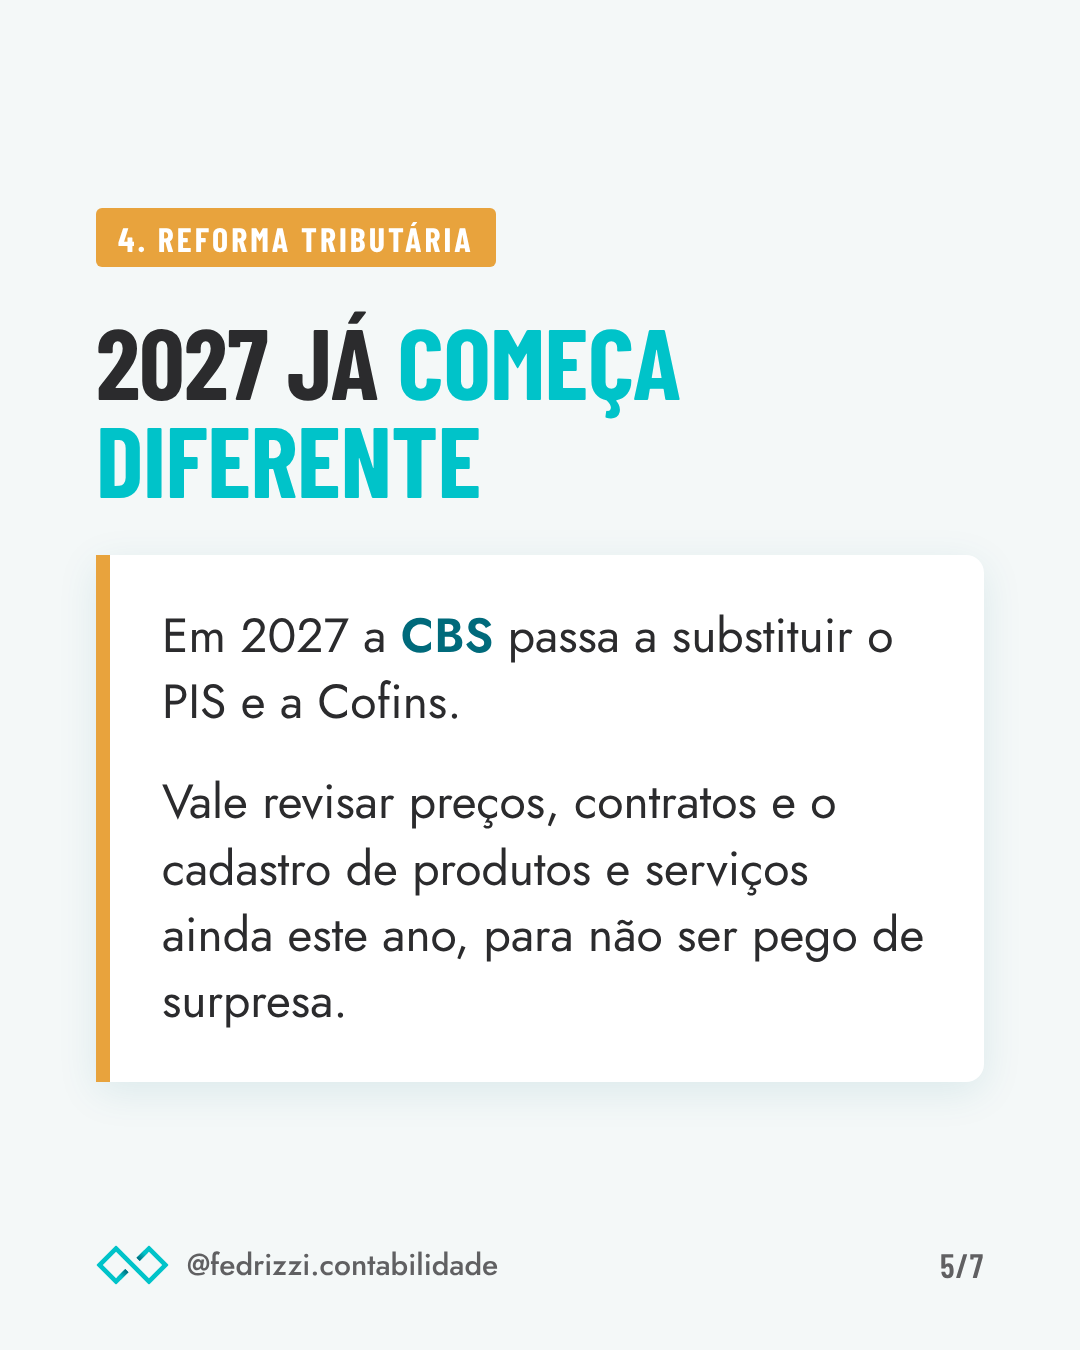 4. REFORMA TRIBUTÁRIA
2027 JÁ COMEÇA
DIFERENTE
Em 2027 a CBS passa a substituir o
PIS e a Cofins.
Vale revisar preços, contratos e o
cadastro de produtos e serviços
ainda este ano, para não ser pego de
surpresa.
@fedrizzi.contabilidade
5/7